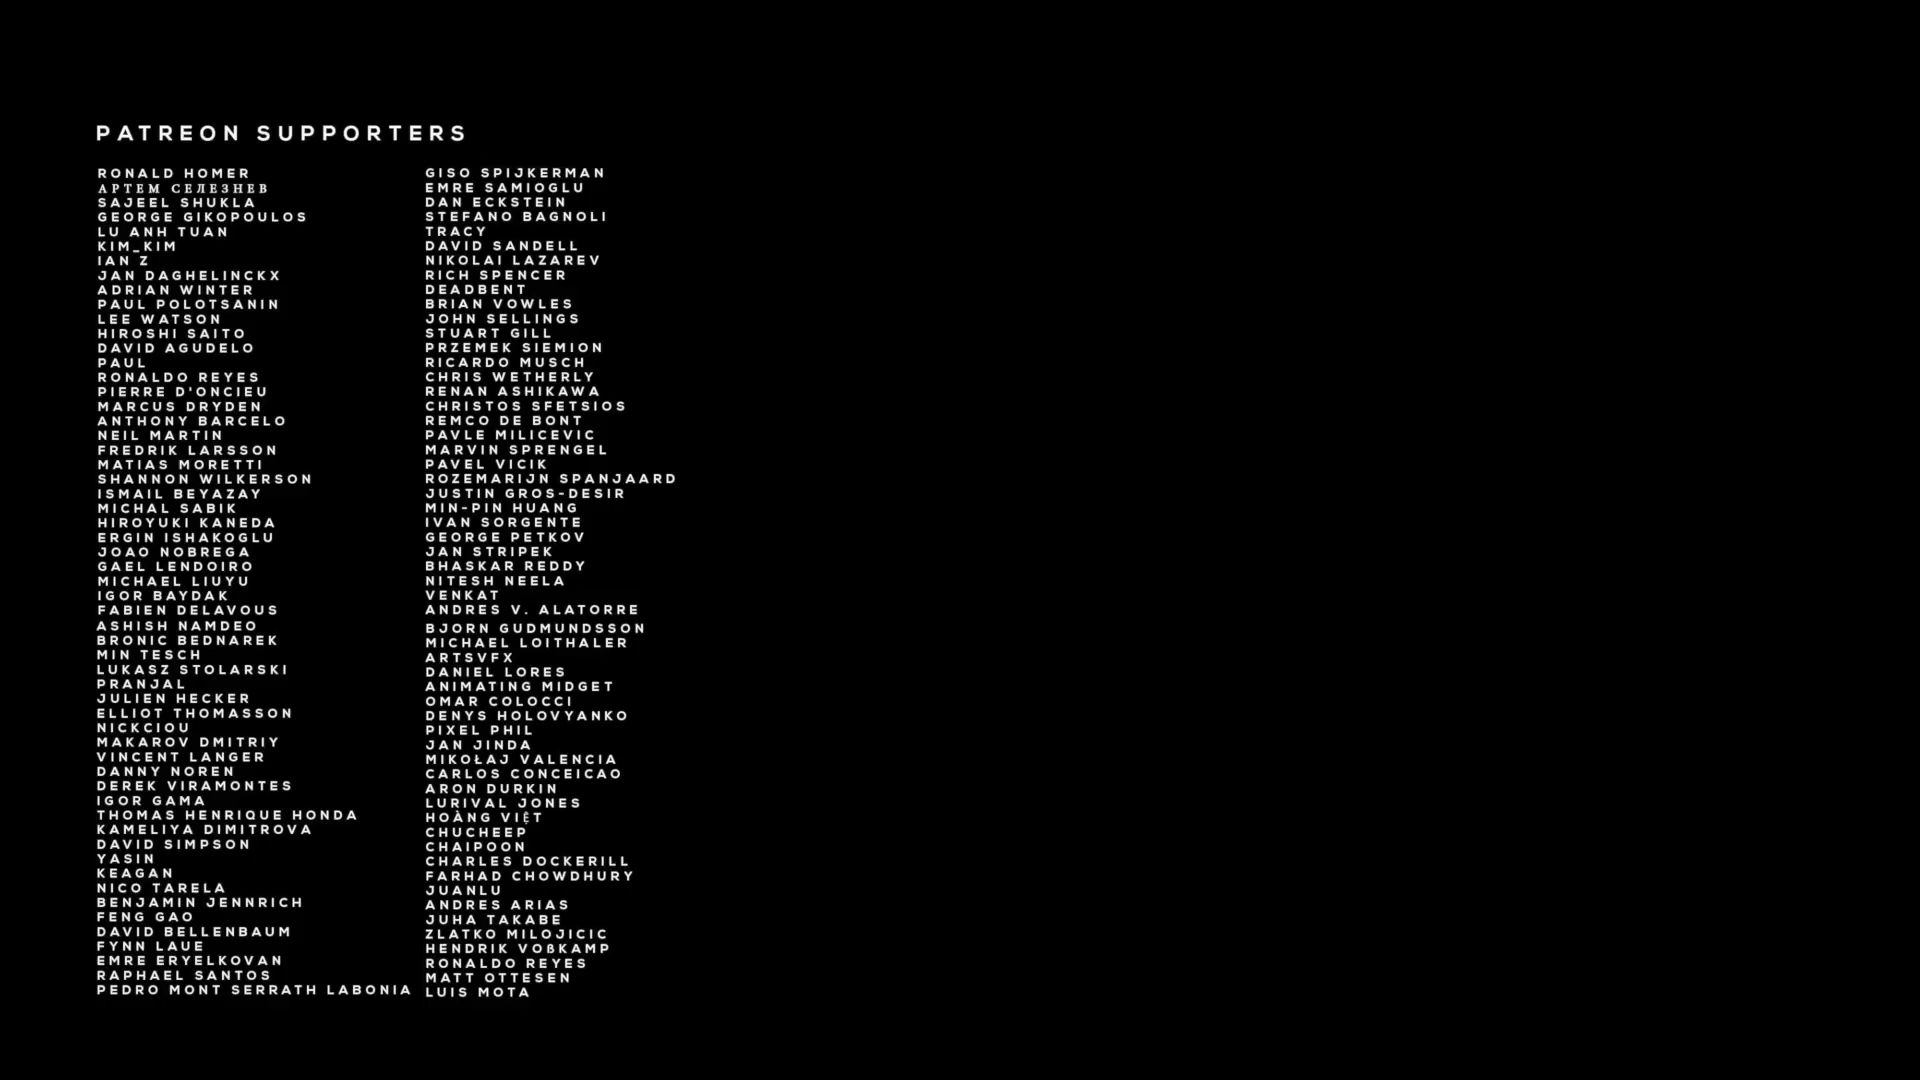 PATREON SUPPORTERS
RONALD HOMER
АРТЕМ СЕЛЕЗНЕВ
SAJEEL SHUKLA
GEORGE GIKOPOULOS
LU ANH TUAN
KIM_KIM
IAN Z
JAN DAGHELINCKX
ADRIAN WINTER
PAUL POLOTSANIN
LEE WATSON
HIROSHI SAITO
DAVID AGUDELO
PAUL
RONALDO REYES
PIERRE D'ONCIEU
MARCUS DRYDEN
ANTHONY BARCELO
NEIL MARTIN
FREDRIK LARSSON
MATIAS MORETTI
SHANNON WILKERSON
ISMAIL BEYAZAY
MICHAL SABIK
HIROYUKI KANEDA
ERGIN ISHAKOGLU
JOAO NOBREGA
GAEL LENDOIRO
MICHAEL LIUYU
IGOR BAYDAK
FABIEN DELAVOUS
ASHISH NAMDEO
BRONIC BEDNAREK
MIN TESCH
LUKASZ STOLARSKI
PRANJAL
JULIEN HECKER
ELLIOT THOMASSON
NICKCIOU
MAKAROV DMITRIY
VINCENT LANGER
DANNY NOREN
DEREK VIRAMONTES
IGOR GAMA
THOMAS HENRIQUE HONDA
KAMELIYA DIMITROVA
DAVID SIMPSON
YASIN
KEAGAN
NICO TARELA
BENJAMIN JENNRICH
FENG GAO
DAVID BELLENBAUM
FYNN LAUE
EMRE ERYELKOVAN
RAPHAEL SANTOS
PEDRO MONT SERRATH LABONIA
GISO SPIJKERMAN
EMRE SAMIOGLU
DAN ECKSTEIN
STEFANO BAGNOLI
TRACY
DAVID SANDELL
NIKOLAI LAZAREV
RICH SPENCER
DEADBENT
BRIAN VOWLES
JOHN SELLINGS
STUART GILL
PRZEMEK SIEMION
RICARDO MUSCH
CHRIS WETHERLY
RENAN ASHIKAWA
CHRISTOS SFETSIOS
REMCO DE BONT
PAVLE MILICEVIC
MARVIN SPRENGEL
PAVEL VICIK
ROZEMARIJN SPANJAARD
JUSTIN GROS-DESIR
MIN-PIN HUANG
IVAN SORGENTE
GEORGE PETKOV
JAN STRIPEK
BHASKAR REDDY
NITESH NEELA
VENKAT
ANDRES V. ALATORRE
BJORN GUDMUNDSSON
MICHAEL LOITHALER
ARTSVFX
DANIEL LORES
ANIMATING MIDGET
OMAR COLOCCI
DENYS HOLOVYANKO
PIXEL PHIL
JAN JINDA
MIKOŁAJ VALENCIA
CARLOS CONCEICAO
ARON DURKIN
LURIVAL JONES
HOÀNG VIỆT
CHUCHEEP
CHAIPOON
CHARLES DOCKERILL
FARHAD CHOWDHURY
JUANLU
ANDRES ARIAS
JUHA TAKABE
ZLATKO MILOJICIC
HENDRIK VOßKAMP
RONALDO REYES
MATT OTTESEN
LUIS MOTA